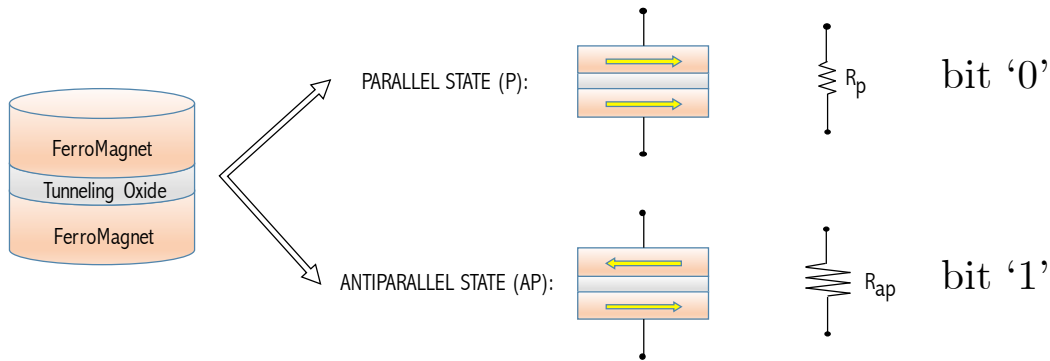 FerroMagnet
Tunneling Oxide
FerroMagnet
PARALLEL STATE (P):
Rp
bit ‘0’
ANTIPARALLEL STATE (AP):
Rap
bit ‘1’